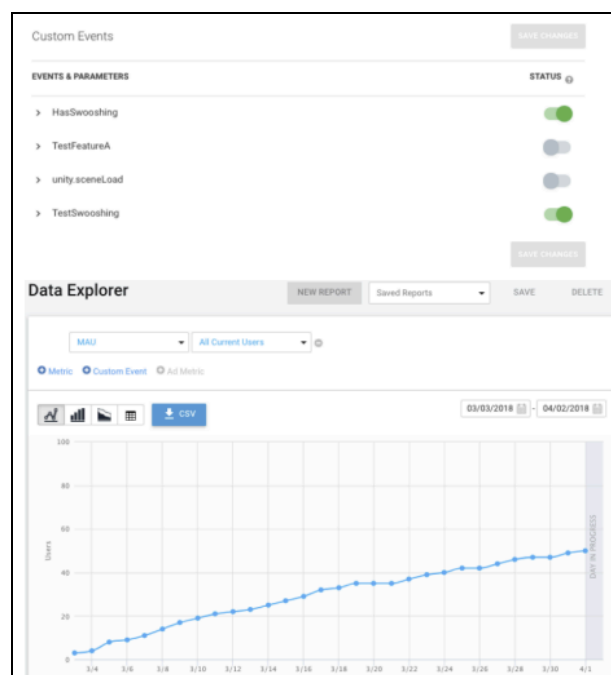 Custom Events SAVE CHANGES
EVENTS & PARAMETERS STATUS
> HasSwooshing
> TestFeatureA
> unity.sceneLoad
> TestSwooshing
SAVE CHANGES
Data Explorer NEW REPORT Saved Reports SAVE DELETE
MAU All Current Users
Metric Custom Event Ad Metric
CSV 03/03/2018 - 04/02/2018
100
80
60
40
20
0
Users
DAY IN PROGRESS
3/4 3/6 3/8 3/10 3/12 3/14 3/16 3/18 3/20 3/22 3/24 3/26 3/28 3/30 4/1